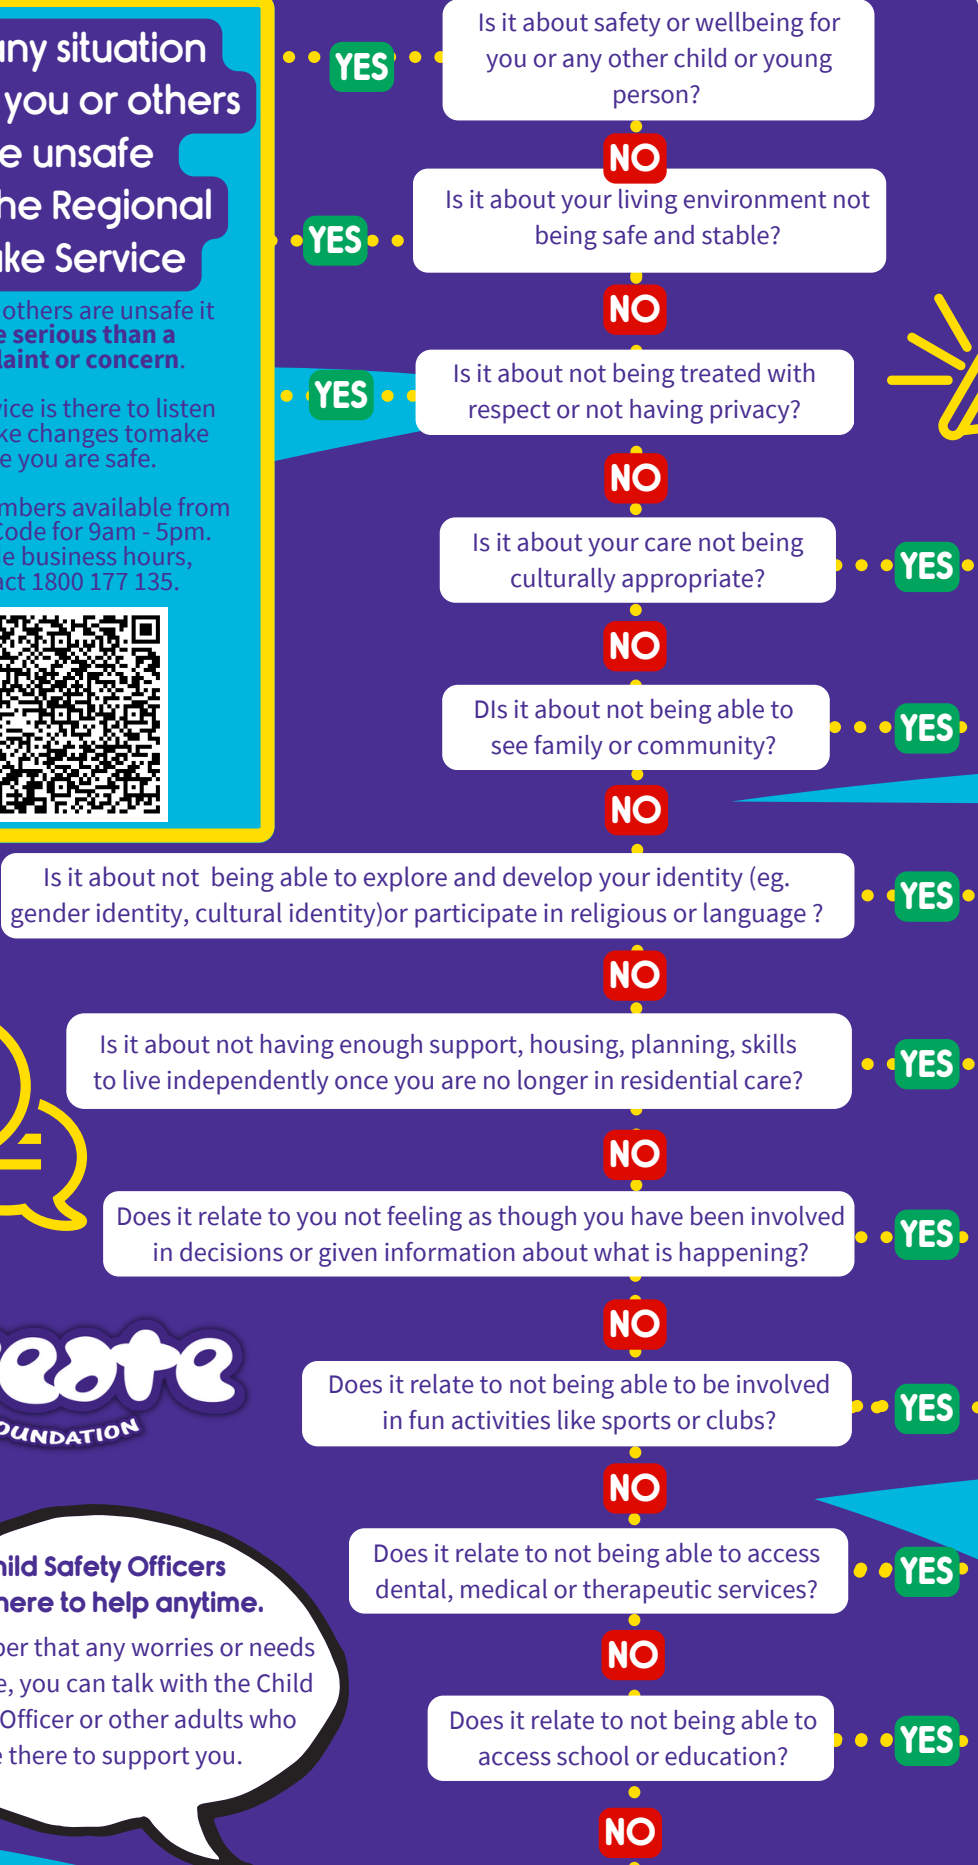 any situation
you or others
e unsafe
he Regional
ake Service
others are unsafe it
e serious than a
laint or concern.
vice is there to listen
ke changes tomake
e you are safe.
mbers available from
Code for 9am - 5pm.
le business hours,
act 1800 177 135.
YES
Is it about safety or wellbeing for
you or any other child or young
person?
NO
YES
Is it about your living environment not
being safe and stable?
NO
YES
Is it about not being treated with
respect or not having privacy?
NO
Is it about your care not being
culturally appropriate?
YES
NO
DIs it about not being able to
see family or community?
YES
NO
Is it about not being able to explore and develop your identity (eg.
gender identity, cultural identity)or participate in religious or language ?
YES
NO
Is it about not having enough support, housing, planning, skills
to live independently once you are no longer in residential care?
YES
NO
Does it relate to you not feeling as though you have been involved
in decisions or given information about what is happening?
YES
NO
Does it relate to not being able to be involved
in fun activities like sports or clubs?
YES
NO
Does it relate to not being able to access
dental, medical or therapeutic services?
YES
NO
Does it relate to not being able to
access school or education?
YES
NO
eate
OUNDATION
hild Safety Officers
here to help anytime.
ber that any worries or needs
e, you can talk with the Child
Officer or other adults who
e there to support you.